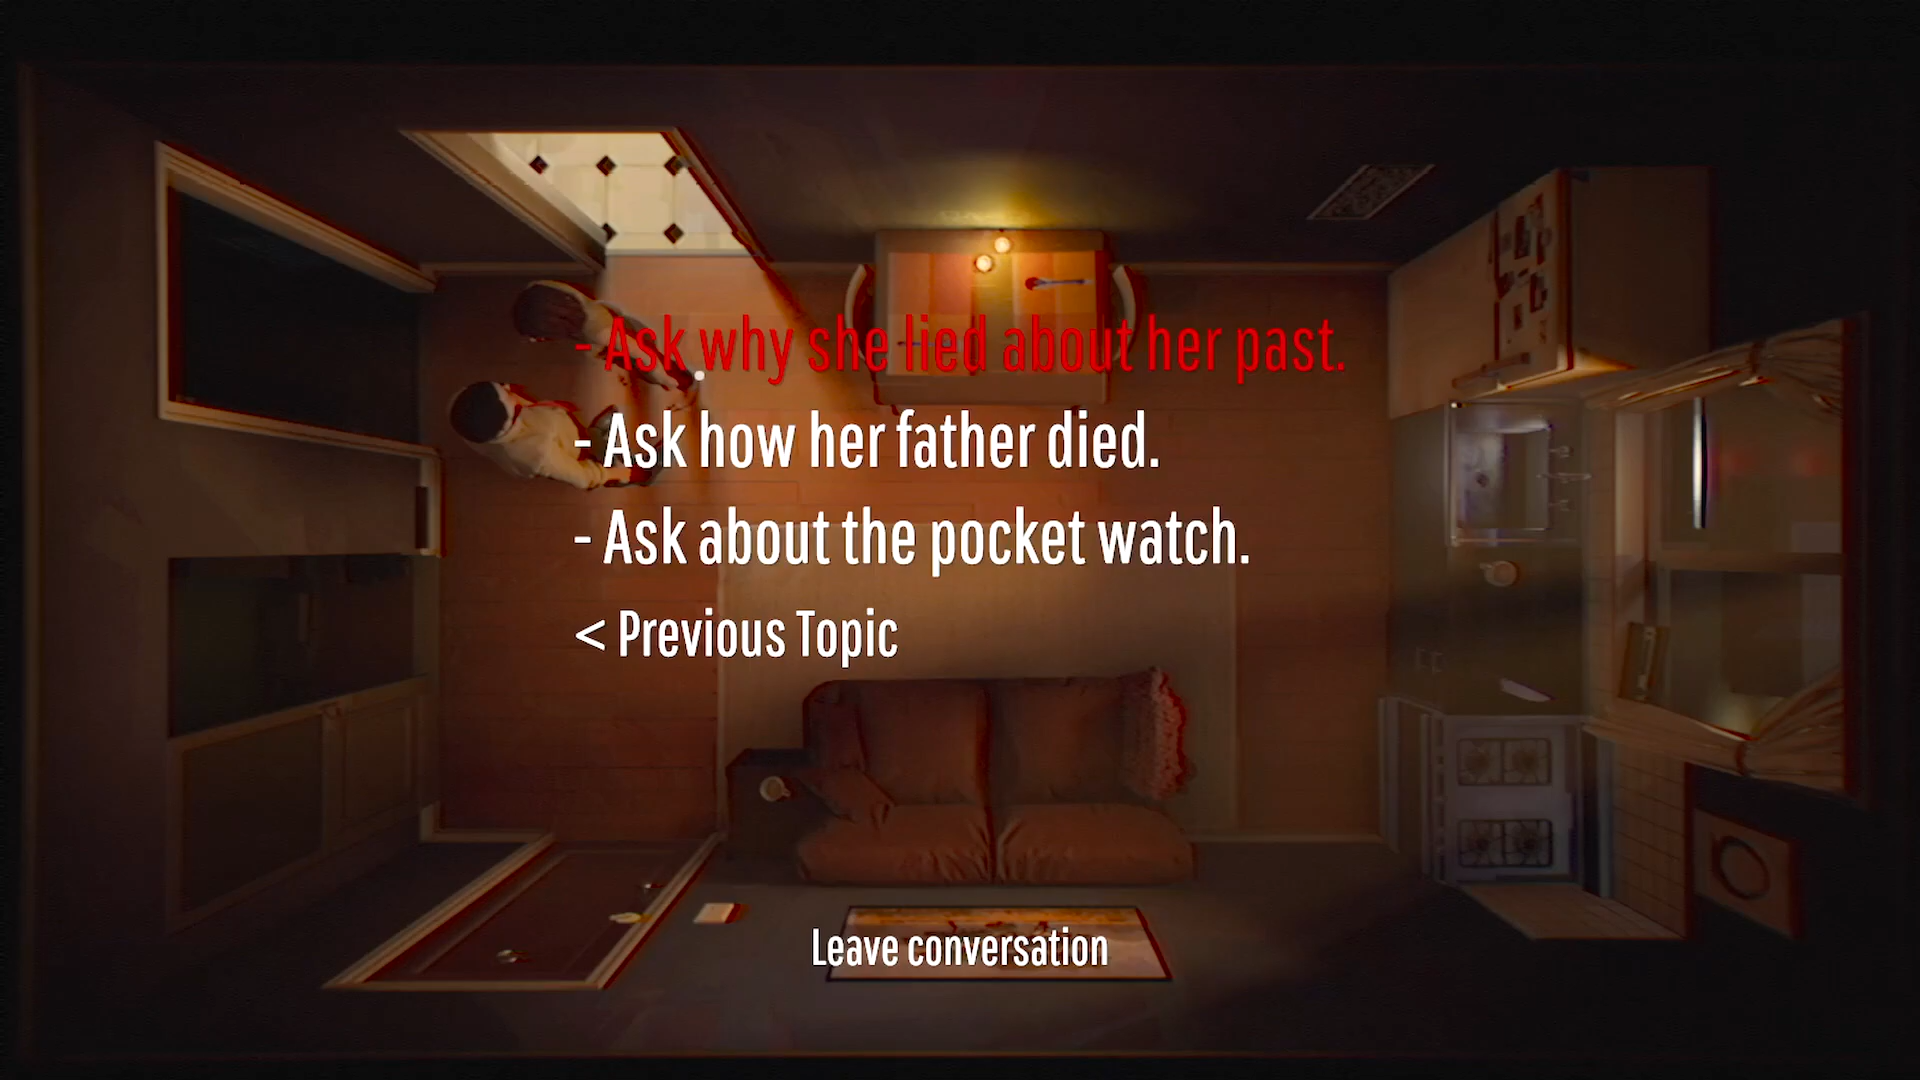 - Ask why she lied about her past.
- Ask how her father died.
- Ask about the pocket watch.
< Previous Topic
Leave conversation